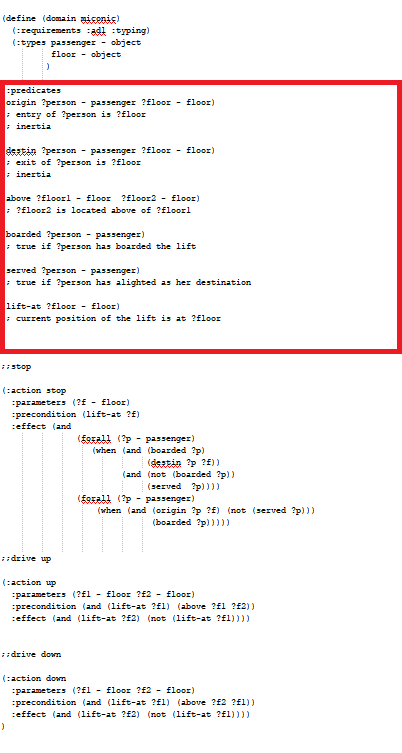 (define (domain miconic)
(:requirements :adl :typing)
(:types passenger - object
floor - object
)
:predicates
origin ?person - passenger ?floor - floor)
; entry of ?person is ?floor
; inertia
destin ?person - passenger ?floor - floor)
; exit of ?person is ?floor
; inertia
above ?floor1 - floor ?floor2 - floor)
; ?floor2 is located above of ?floor1
boarded ?person - passenger)
; true if ?person has boarded the lift
served ?person - passenger)
; true if ?person has alighted as her destination
lift-at ?floor - floor)
; current position of the lift is at ?floor
;;stop
(:action stop
:parameters (?f - floor)
:precondition (lift-at ?f)
:effect (and
(forall (?p - passenger)
(when (and (boarded ?p)
(destin ?p ?f))
(and (not (boarded ?p))
(served ?p))))
(forall (?p - passenger)
(when (and (origin ?p ?f) (not (served ?p)))
(boarded ?p)))))
;;drive up
(:action up
:parameters (?f1 - floor ?f2 - floor)
:precondition (and (lift-at ?f1) (above ?f1 ?f2))
:effect (and (lift-at ?f2) (not (lift-at ?f1))))
;;drive down
(:action down
:parameters (?f1 - floor ?f2 - floor)
:precondition (and (lift-at ?f1) (above ?f2 ?f1))
:effect (and (lift-at ?f2) (not (lift-at ?f1))))
)